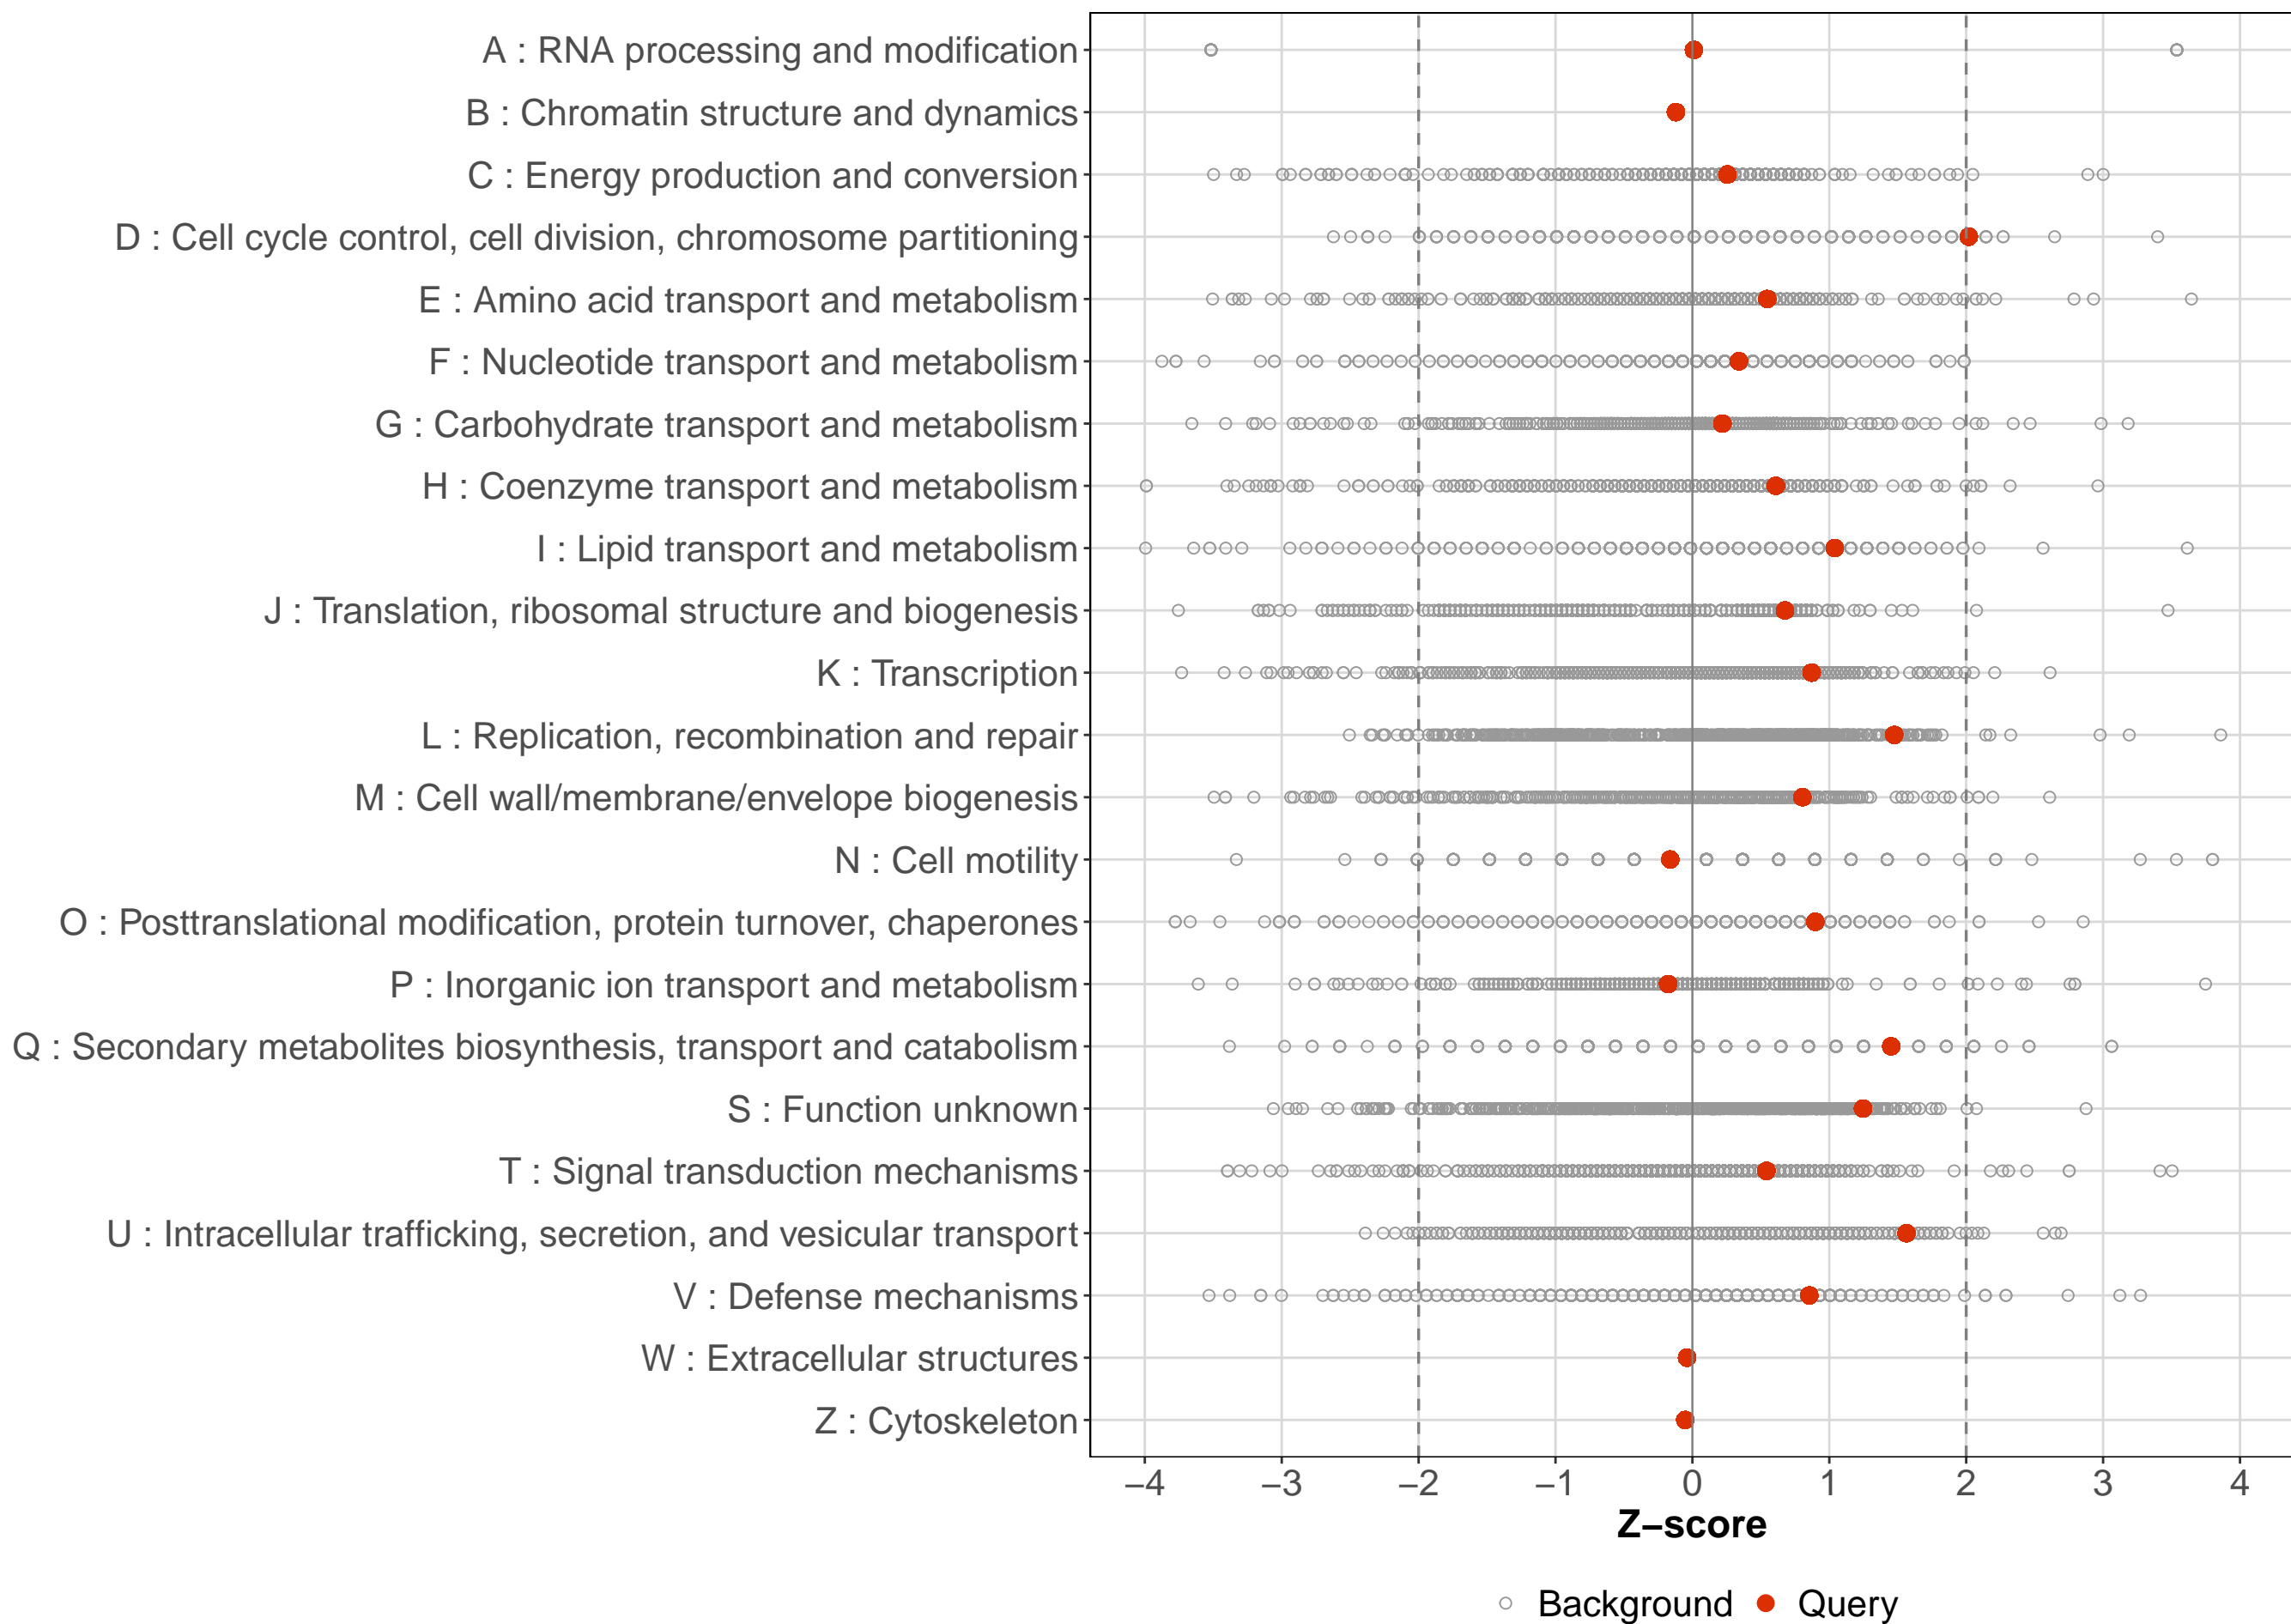 A : RNA processing and modification
B : Chromatin structure and dynamics
C : Energy production and conversion
D : Cell cycle control, cell division, chromosome partitioning
E : Amino acid transport and metabolism
F : Nucleotide transport and metabolism
G : Carbohydrate transport and metabolism
H : Coenzyme transport and metabolism
I : Lipid transport and metabolism
J : Translation, ribosomal structure and biogenesis
K : Transcription
L : Replication, recombination and repair
M : Cell wall/membrane/envelope biogenesis
N : Cell motility
O : Posttranslational modification, protein turnover, chaperones
P : Inorganic ion transport and metabolism
Q : Secondary metabolites biosynthesis, transport and catabolism
S : Function unknown
T : Signal transduction mechanisms
U : Intracellular trafficking, secretion, and vesicular transport
V : Defense mechanisms
W : Extracellular structures
Z : Cytoskeleton
−4 −3 −2 −1 0 1 2 3 4
Z−score
Background Query